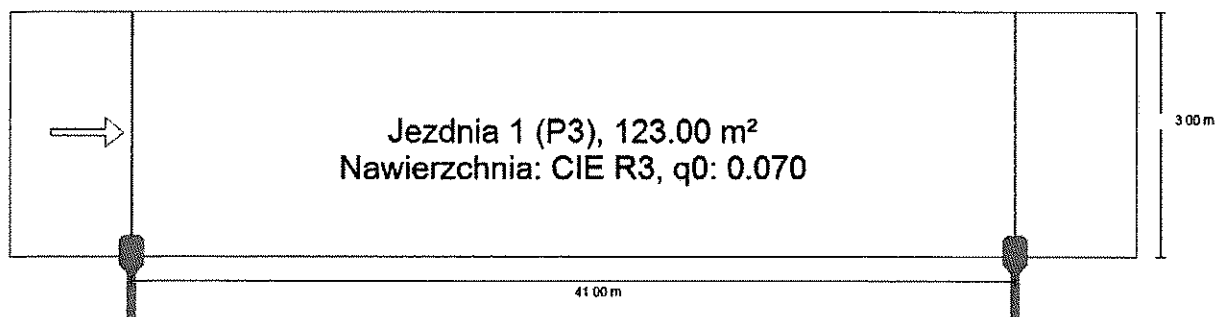 Jezdnia 1 (P3), 123.00 m²
Nawierzchnia: CIE R3, q0: 0.070
3.00 m
41.00 m